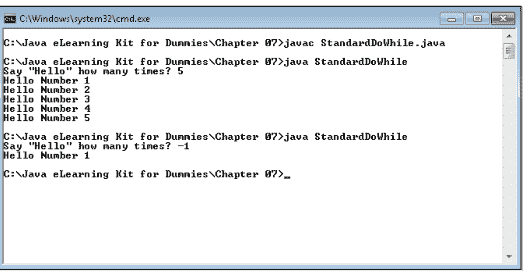 C:\Windows\system32\cmd.exe
C:\Java eLearning Kit for Dummies\Chapter 07>javac StandardDoWhile.java
C:\Java eLearning Kit for Dummies\Chapter 07>java StandardDoWhile
Say "Hello" how many times? 5
Hello Number 1
Hello Number 2
Hello Number 3
Hello Number 4
Hello Number 5
C:\Java eLearning Kit for Dummies\Chapter 07>java StandardDoWhile
Say "Hello" how many times? -1
Hello Number 1
C:\Java eLearning Kit for Dummies\Chapter 07>_